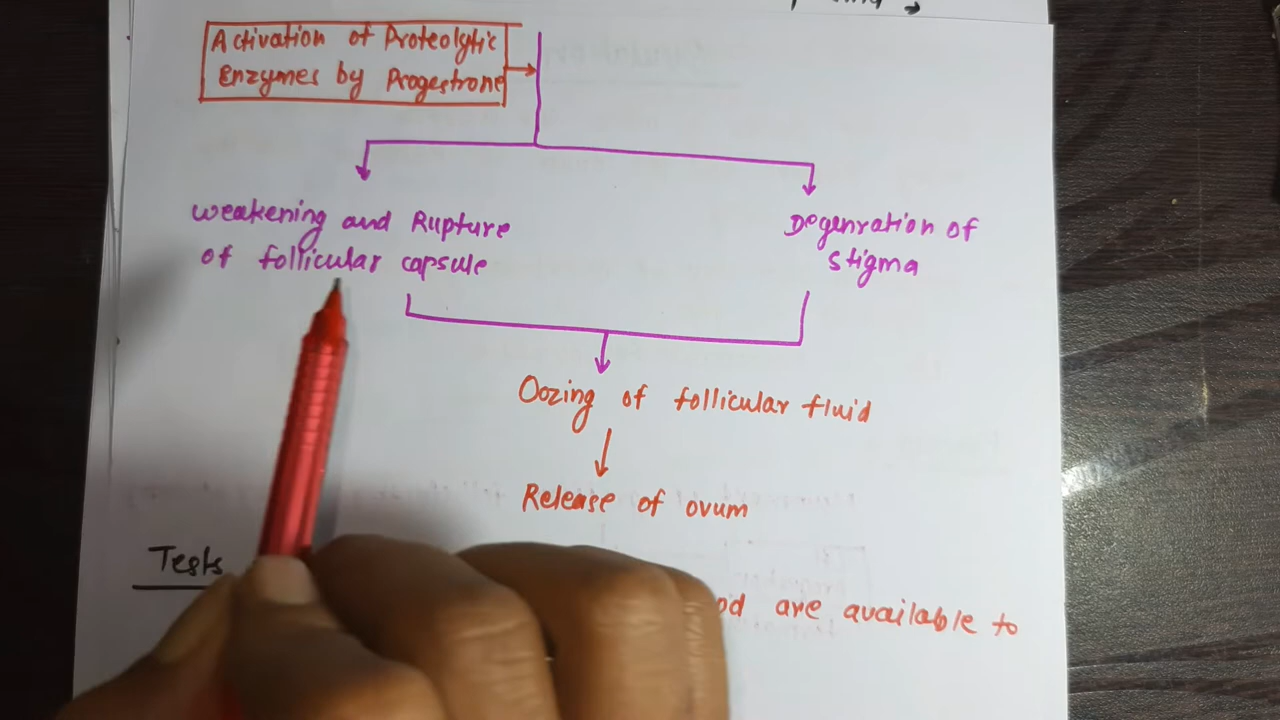 Activation of Proteolytic
Enzymes by Progestrone
Weakening and Rupture
of follicular capsule
Degenration of
stigma
Oozing of follicular fluid
Release of ovum
Tests
are available to